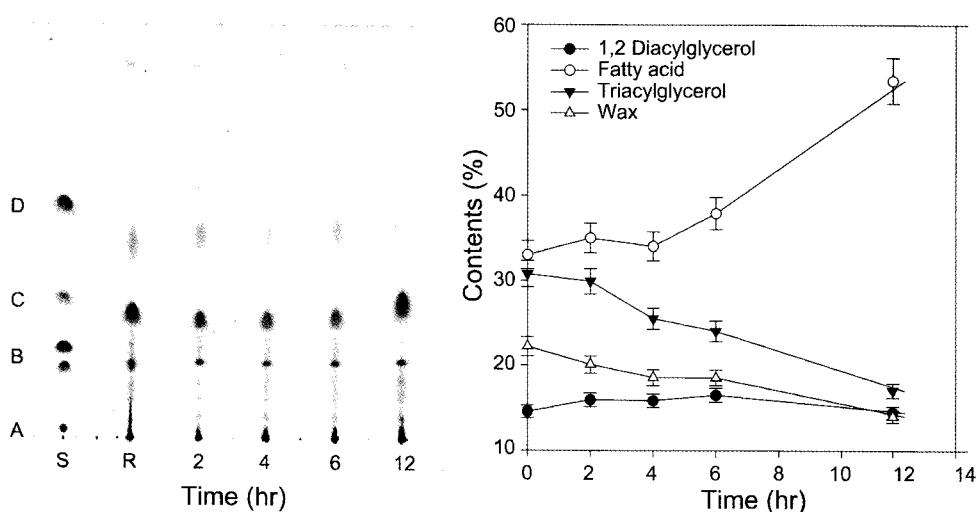 D
C
B
A
S R 2 4 6 12
Time (hr)
60
50
40
30
20
10
Contents (%)
1,2 Diacylglycerol
Fatty acid
Triacylglycerol
Wax
0 2 4 6 8 10 12 14
Time (hr)